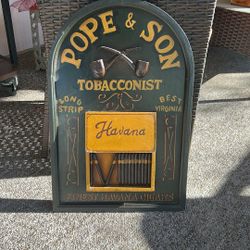 POPE & SON
TOBACCONIST
LONG STRIP
BEST VIRGINIA
Havana
FINEST HAVANA CIGARS